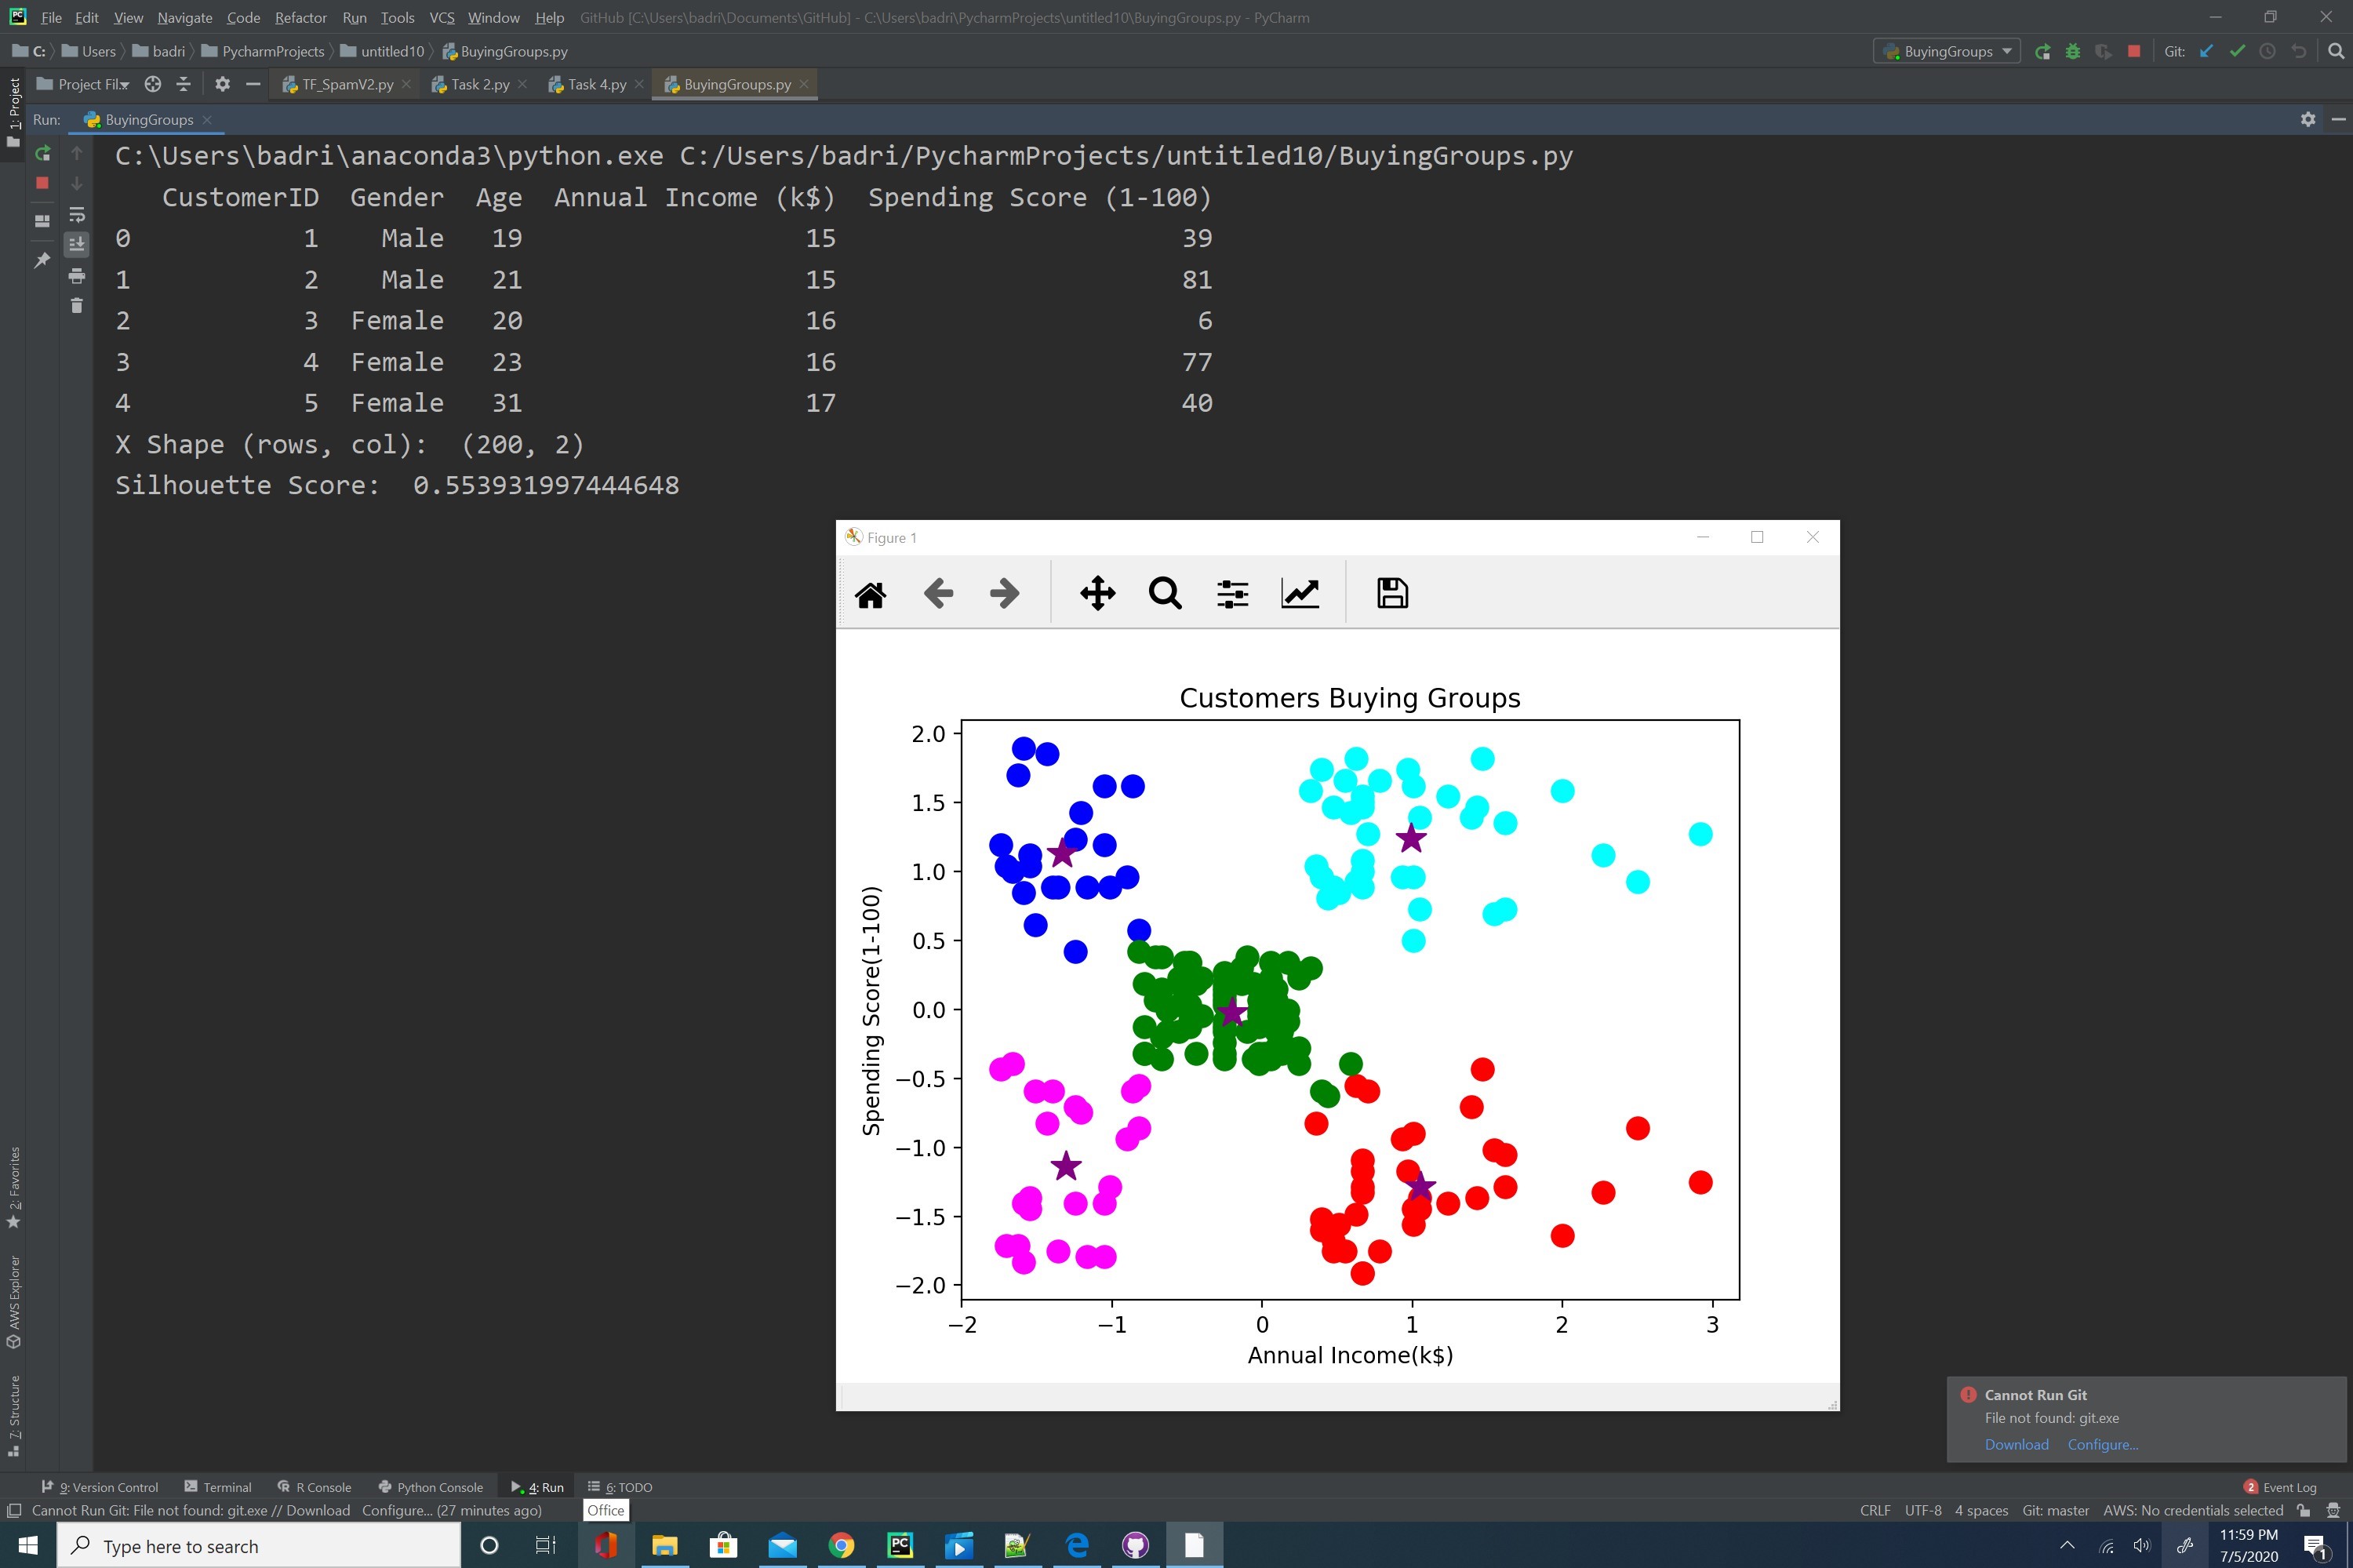 File Edit View Navigate Code Refactor Run Tools VCS Window Help GitHub [C:\Users\badri\Documents\GitHub] - C:\Users\badri\PycharmProjects\untitled10\BuyingGroups.py - PyCharm
C: Users badri PycharmProjects untitled10 BuyingGroups.py BuyingGroups Git:
Project Fil.. TF_SpamV2.py Task 2.py Task 4.py BuyingGroups.py
1: Project
Run: BuyingGroups
C:\Users\badri\anaconda3\python.exe C:/Users/badri/PycharmProjects/untitled10/BuyingGroups.py
CustomerID Gender Age Annual Income (k$) Spending Score (1-100)
0 1 Male 19 15 39
1 2 Male 21 15 81
2 3 Female 20 16 6
3 4 Female 23 16 77
4 5 Female 31 17 40
X Shape (rows, col): (200, 2)
Silhouette Score: 0.553931997444648
Figure 1
Customers Buying Groups
2.0
1.5
1.0
0.5
0.0
−0.5
−1.0
−1.5
−2.0
Spending Score(1-100)
−2 −1 0 1 2 3
Annual Income(k$)
2: Favorites
AWS Explorer
7: Structure
Cannot Run Git
File not found: git.exe
Download Configure...
9: Version Control Terminal R Console Python Console 4: Run 6: TODO 2 Event Log
Cannot Run Git: File not found: git.exe // Download Configure... (27 minutes ago) Office CRLF UTF-8 4 spaces Git: master AWS: No credentials selected
Type here to search PC 11:59 PM
7/5/2020 1